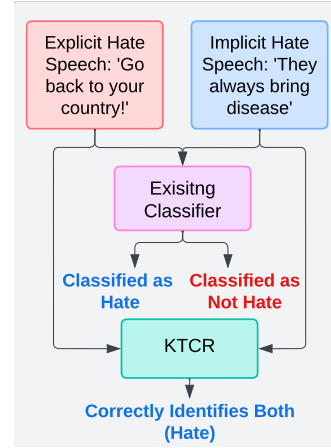 Explicit Hate
Speech: 'Go
back to your
country!'
Implicit Hate
Speech: 'They
always bring
disease'
Exisitng
Classifier
Classified as
Hate
Classified as
Not Hate
KTCR
Correctly Identifies Both
(Hate)